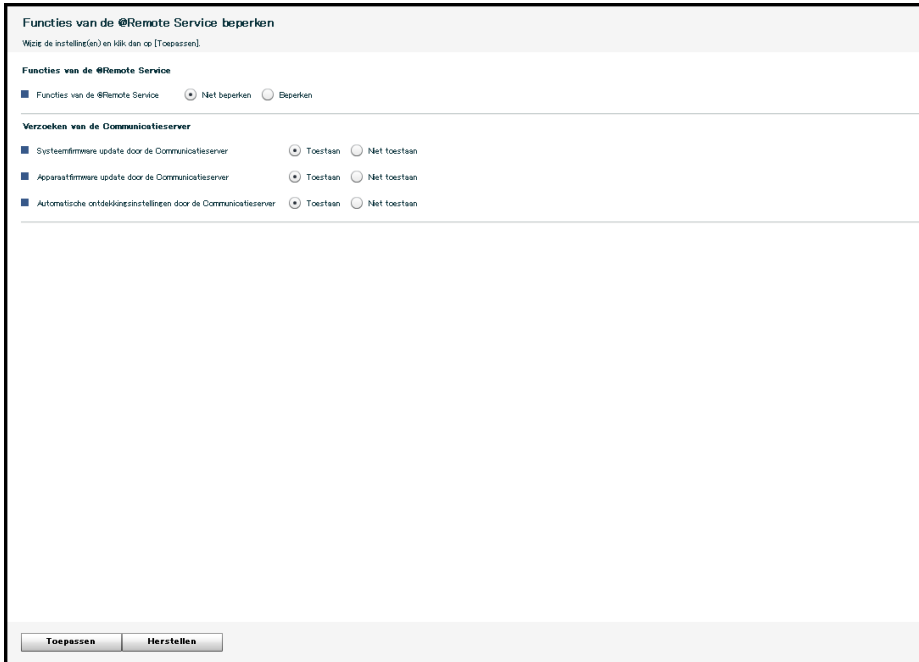 Functies van de @Remote Service beperken
Wijzig de instelling(en) en klik dan op [Toepassen].
Functies van de @Remote Service
Functies van de @Remote Service Niet beperken Beperken
Verzoeken van de Communicatieserver
Systeemfirmware update door de Communicatieserver Toestaan Niet toestaan
Apparaatfirmware update door de Communicatieserver Toestaan Niet toestaan
Automatische ontdekkingsinstellingen door de Communicatieserver Toestaan Niet toestaan
Toepassen Herstellen